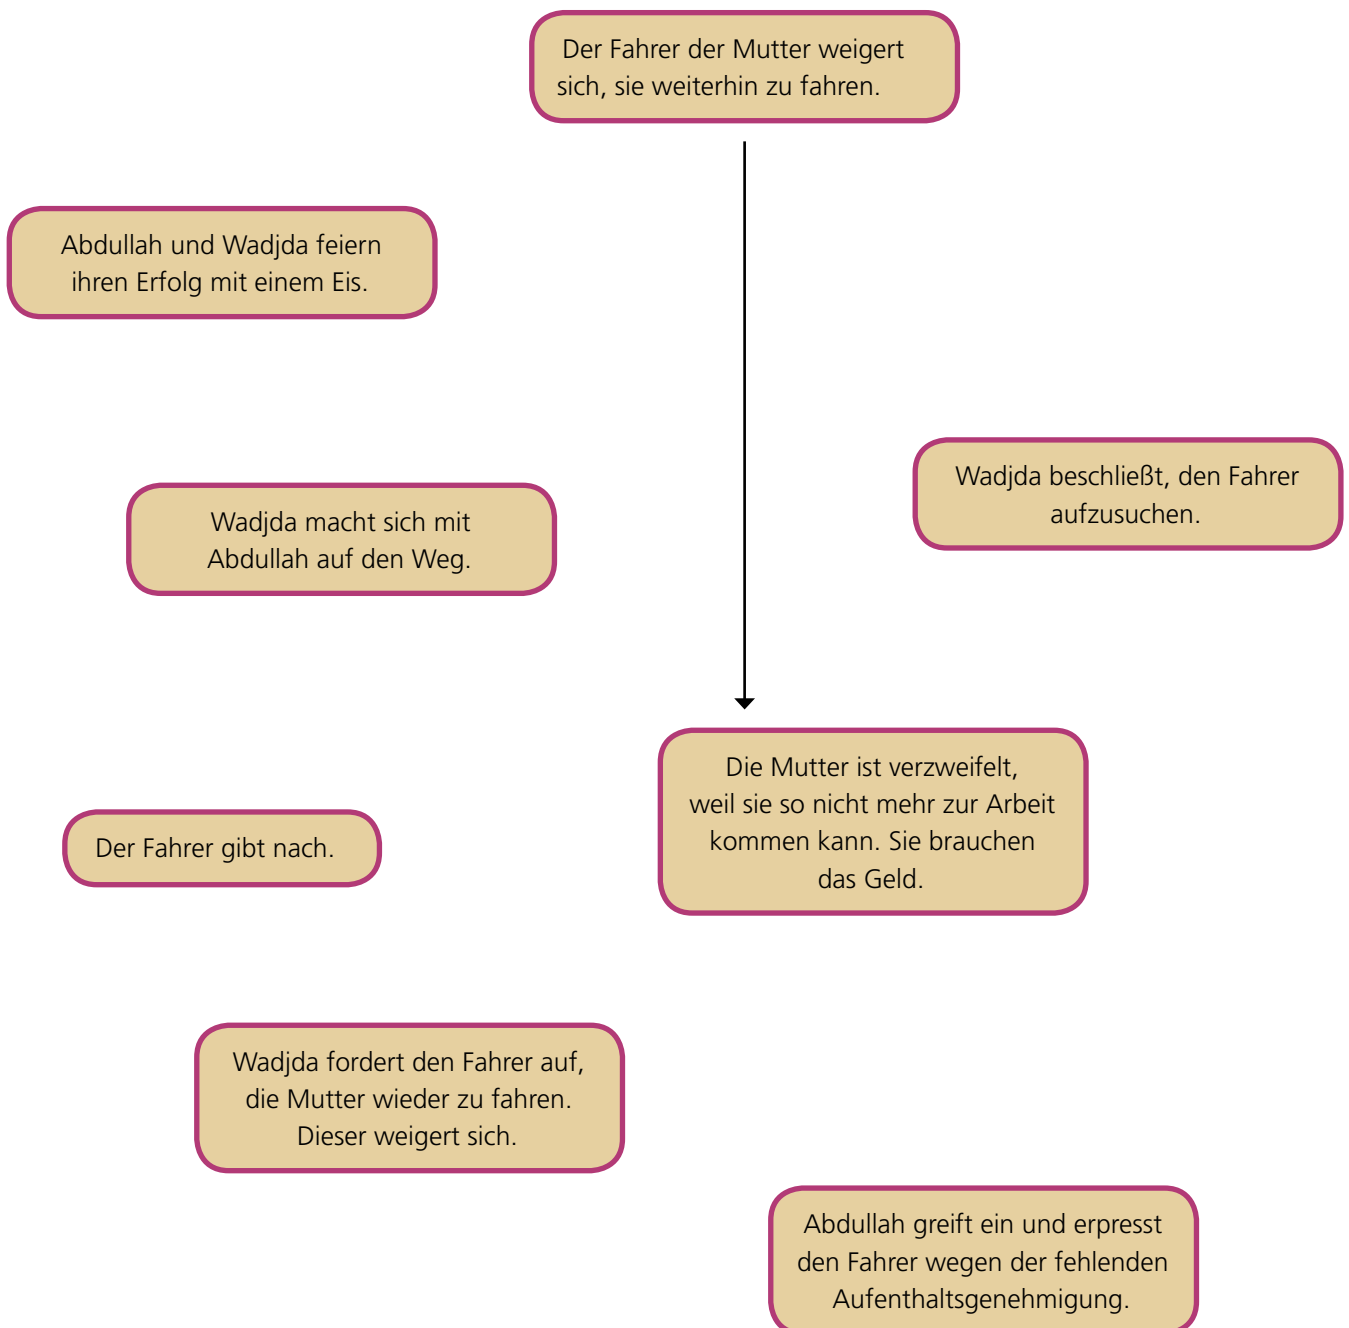 Der Fahrer der Mutter weigert
sich, sie weiterhin zu fahren.
Abdullah und Wadjda feiern
ihren Erfolg mit einem Eis.
Wadjda beschließt, den Fahrer
aufzusuchen.
Wadjda macht sich mit
Abdullah auf den Weg.
Die Mutter ist verzweifelt,
weil sie so nicht mehr zur Arbeit
kommen kann. Sie brauchen
das Geld.
Der Fahrer gibt nach.
Wadjda fordert den Fahrer auf,
die Mutter wieder zu fahren.
Dieser weigert sich.
Abdullah greift ein und erpresst
den Fahrer wegen der fehlenden
Aufenthaltsgenehmigung.